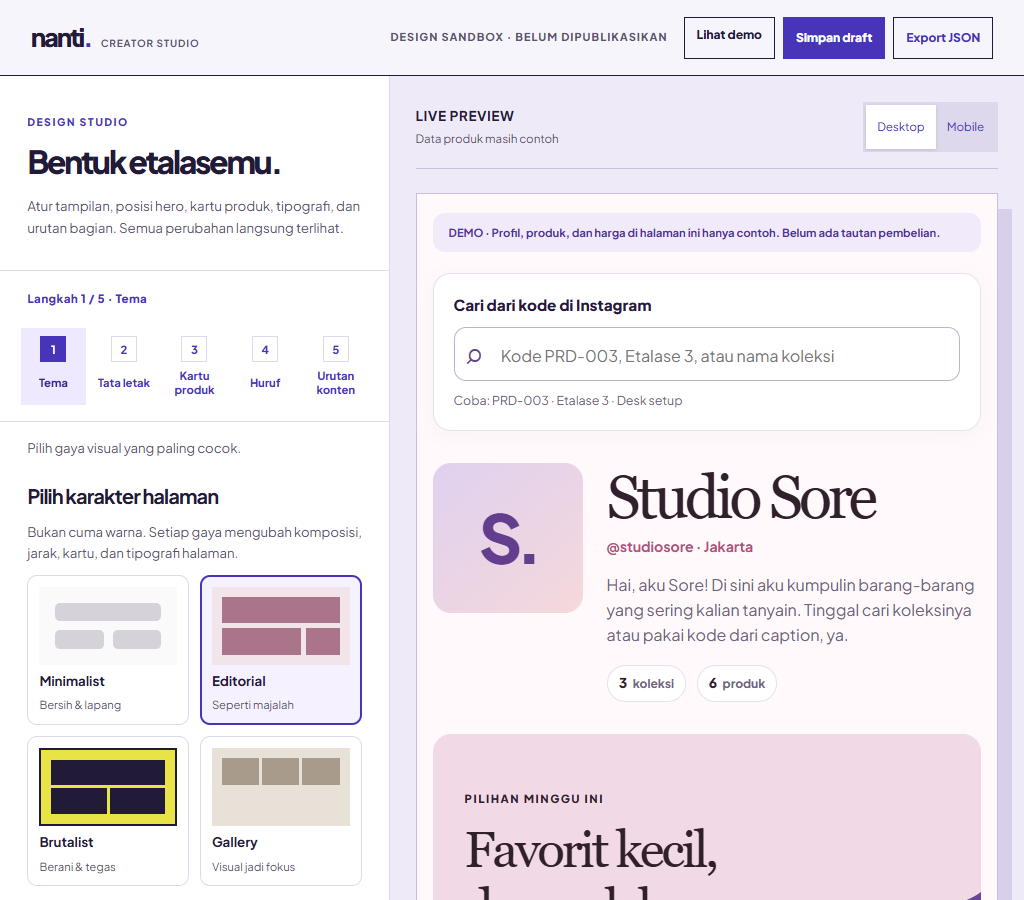 nanti. CREATOR STUDIO
DESIGN SANDBOX · BELUM DIPUBLIKASIKAN
Lihat demo
Simpan draft
Export JSON
DESIGN STUDIO
Bentuk etalasemu.
Atur tampilan, posisi hero, kartu produk, tipografi, dan
urutan bagian. Semua perubahan langsung terlihat.
Langkah 1 / 5 · Tema
1
Tema
2
Tata letak
3
Kartu
produk
4
Huruf
5
Urutan
konten
Pilih gaya visual yang paling cocok.
Pilih karakter halaman
Bukan cuma warna. Setiap gaya mengubah komposisi,
jarak, kartu, dan tipografi halaman.
Minimalist
Bersih & lapang
Editorial
Seperti majalah
Brutalist
Berani & tegas
Gallery
Visual jadi fokus
LIVE PREVIEW
Data produk masih contoh
Desktop
Mobile
DEMO · Profil, produk, dan harga di halaman ini hanya contoh. Belum ada tautan pembelian.
Cari dari kode di Instagram
Kode PRD-003, Etalase 3, atau nama koleksi
Coba: PRD-003 · Etalase 3 · Desk setup
S.
Studio Sore
@studiosore · Jakarta
Hai, aku Sore! Di sini aku kumpulin barang-barang
yang sering kalian tanyain. Tinggal cari koleksinya
atau pakai kode dari caption, ya.
3 koleksi
6 produk
PILIHAN MINGGU INI
Favorit kecil,